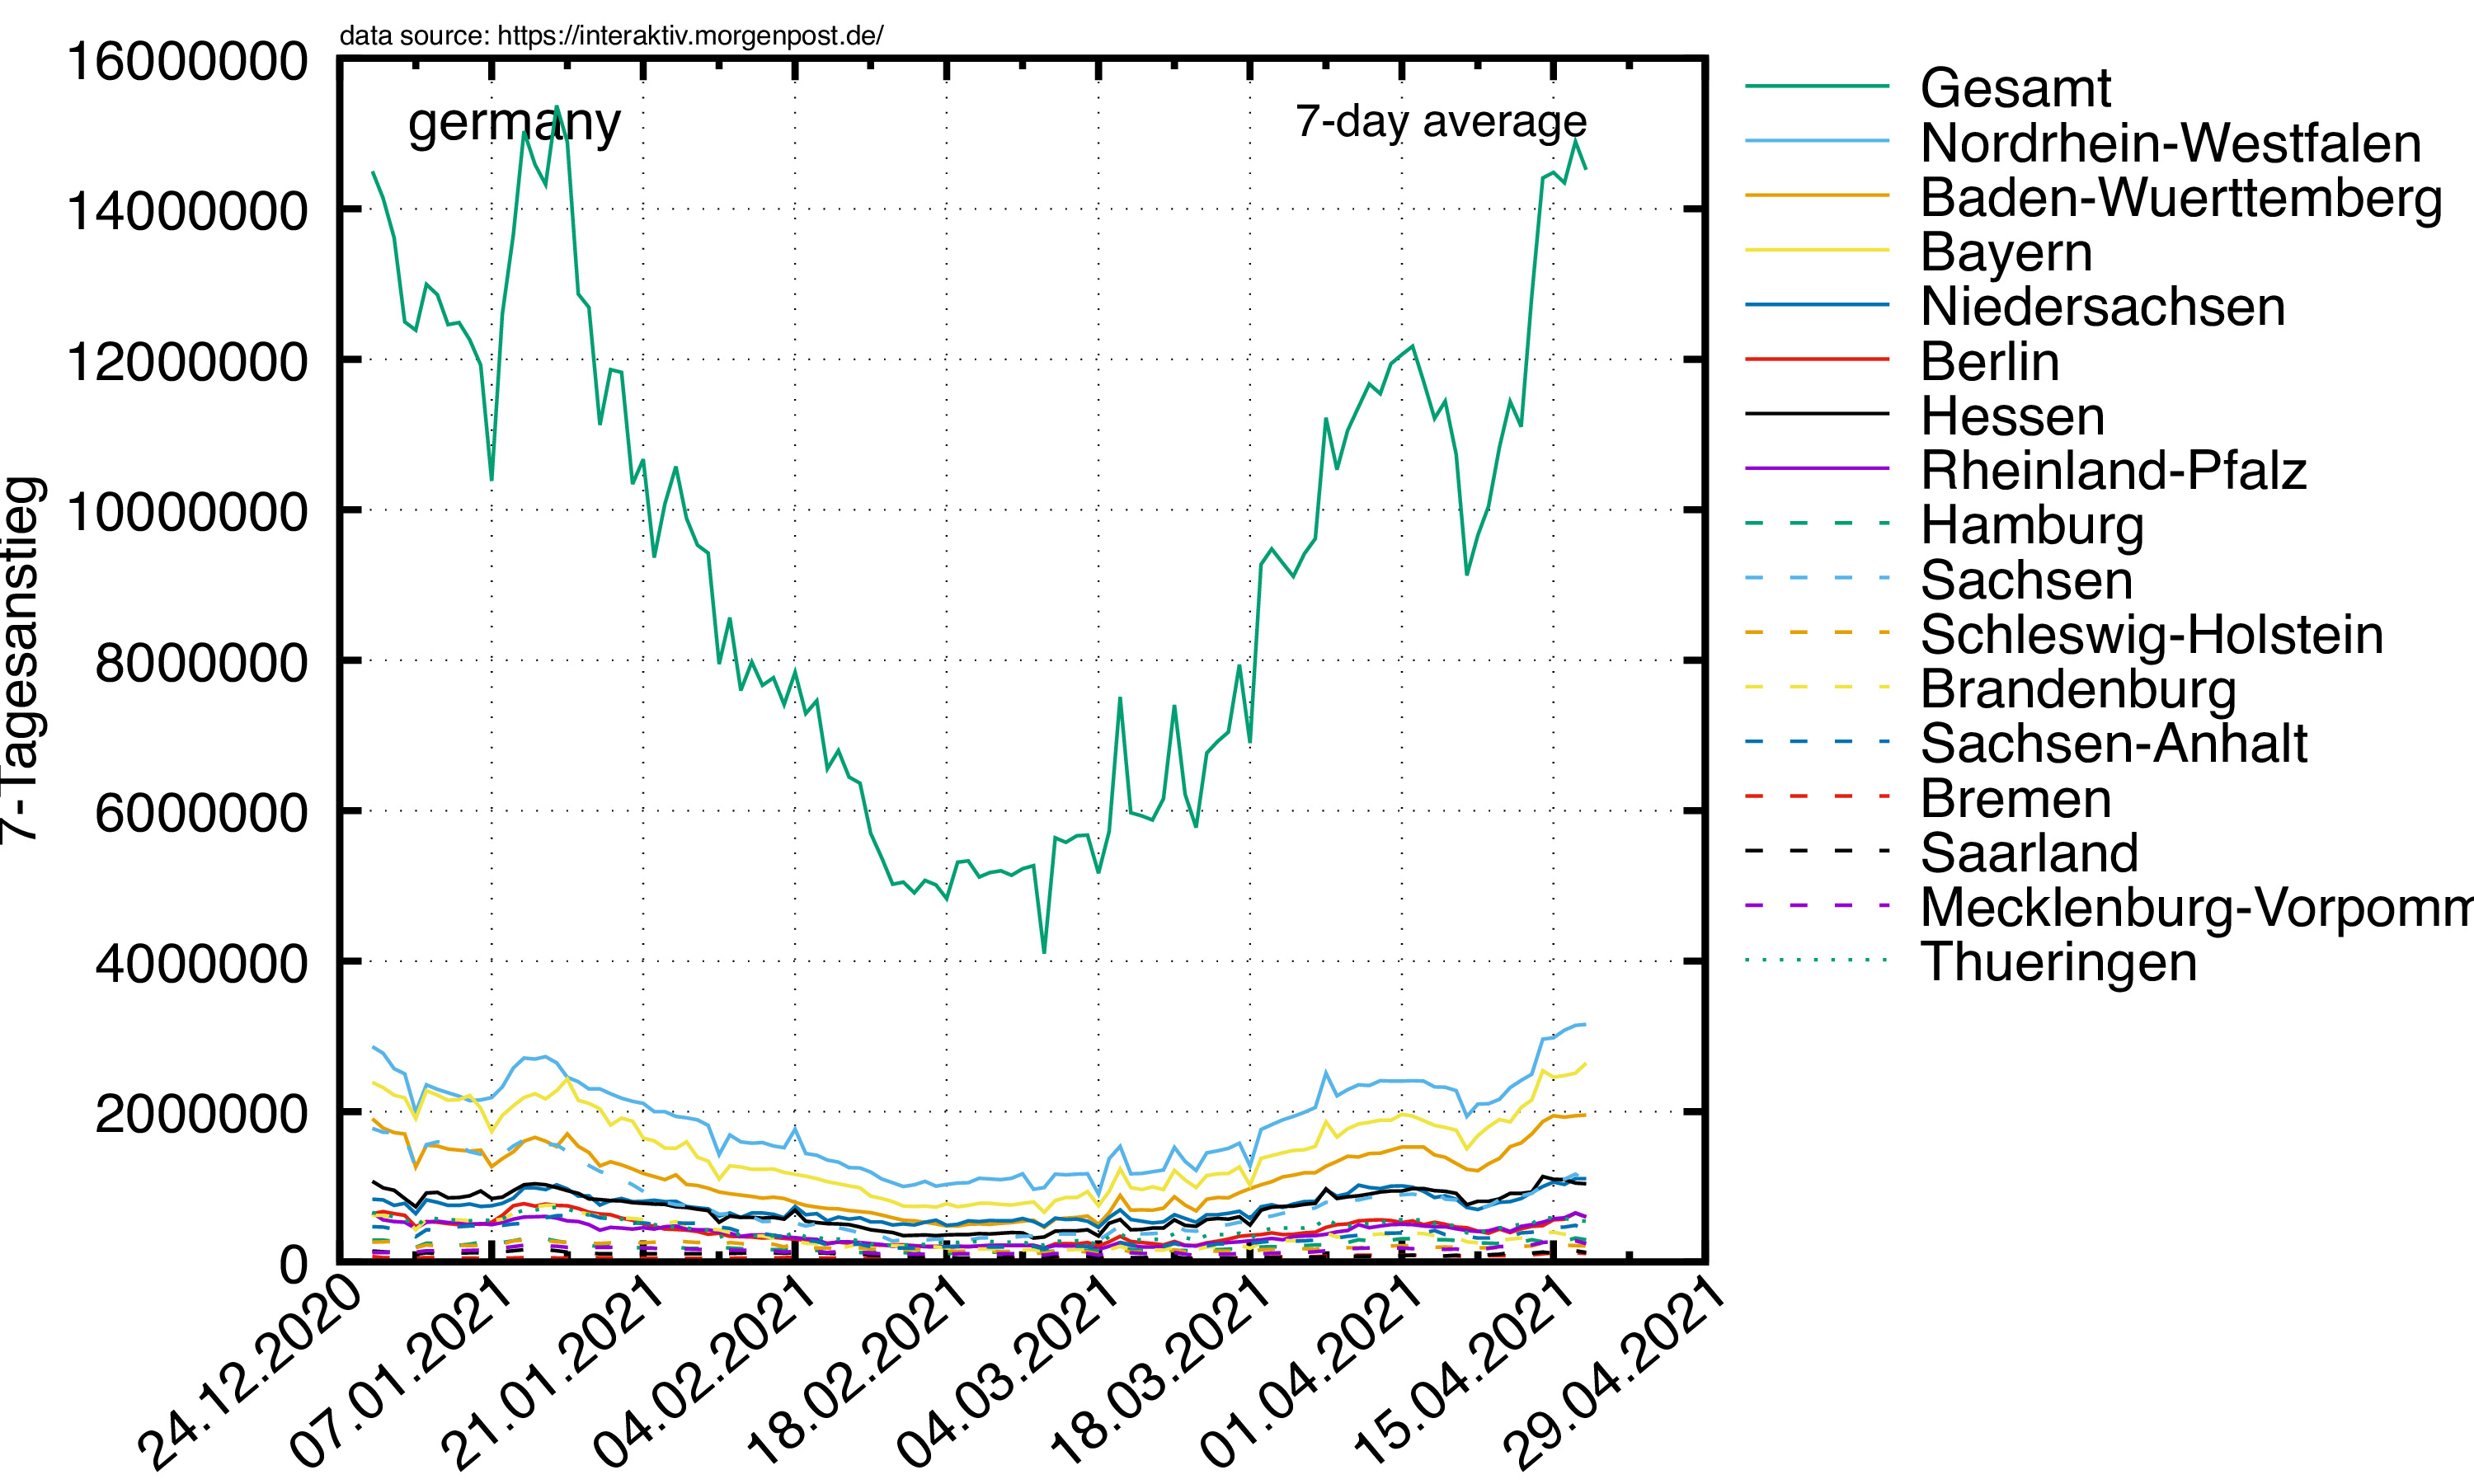 data source: https://interaktiv.morgenpost.de/
germany
7-day average
7-Tagesanstieg
16000000
14000000
12000000
10000000
8000000
6000000
4000000
2000000
0
24.12.2020
07.01.2021
21.01.2021
04.02.2021
18.02.2021
04.03.2021
18.03.2021
01.04.2021
15.04.2021
29.04.2021
Gesamt
Nordrhein-Westfalen
Baden-Wuerttemberg
Bayern
Niedersachsen
Berlin
Hessen
Rheinland-Pfalz
Hamburg
Sachsen
Schleswig-Holstein
Brandenburg
Sachsen-Anhalt
Bremen
Saarland
Mecklenburg-Vorpomm
Thueringen